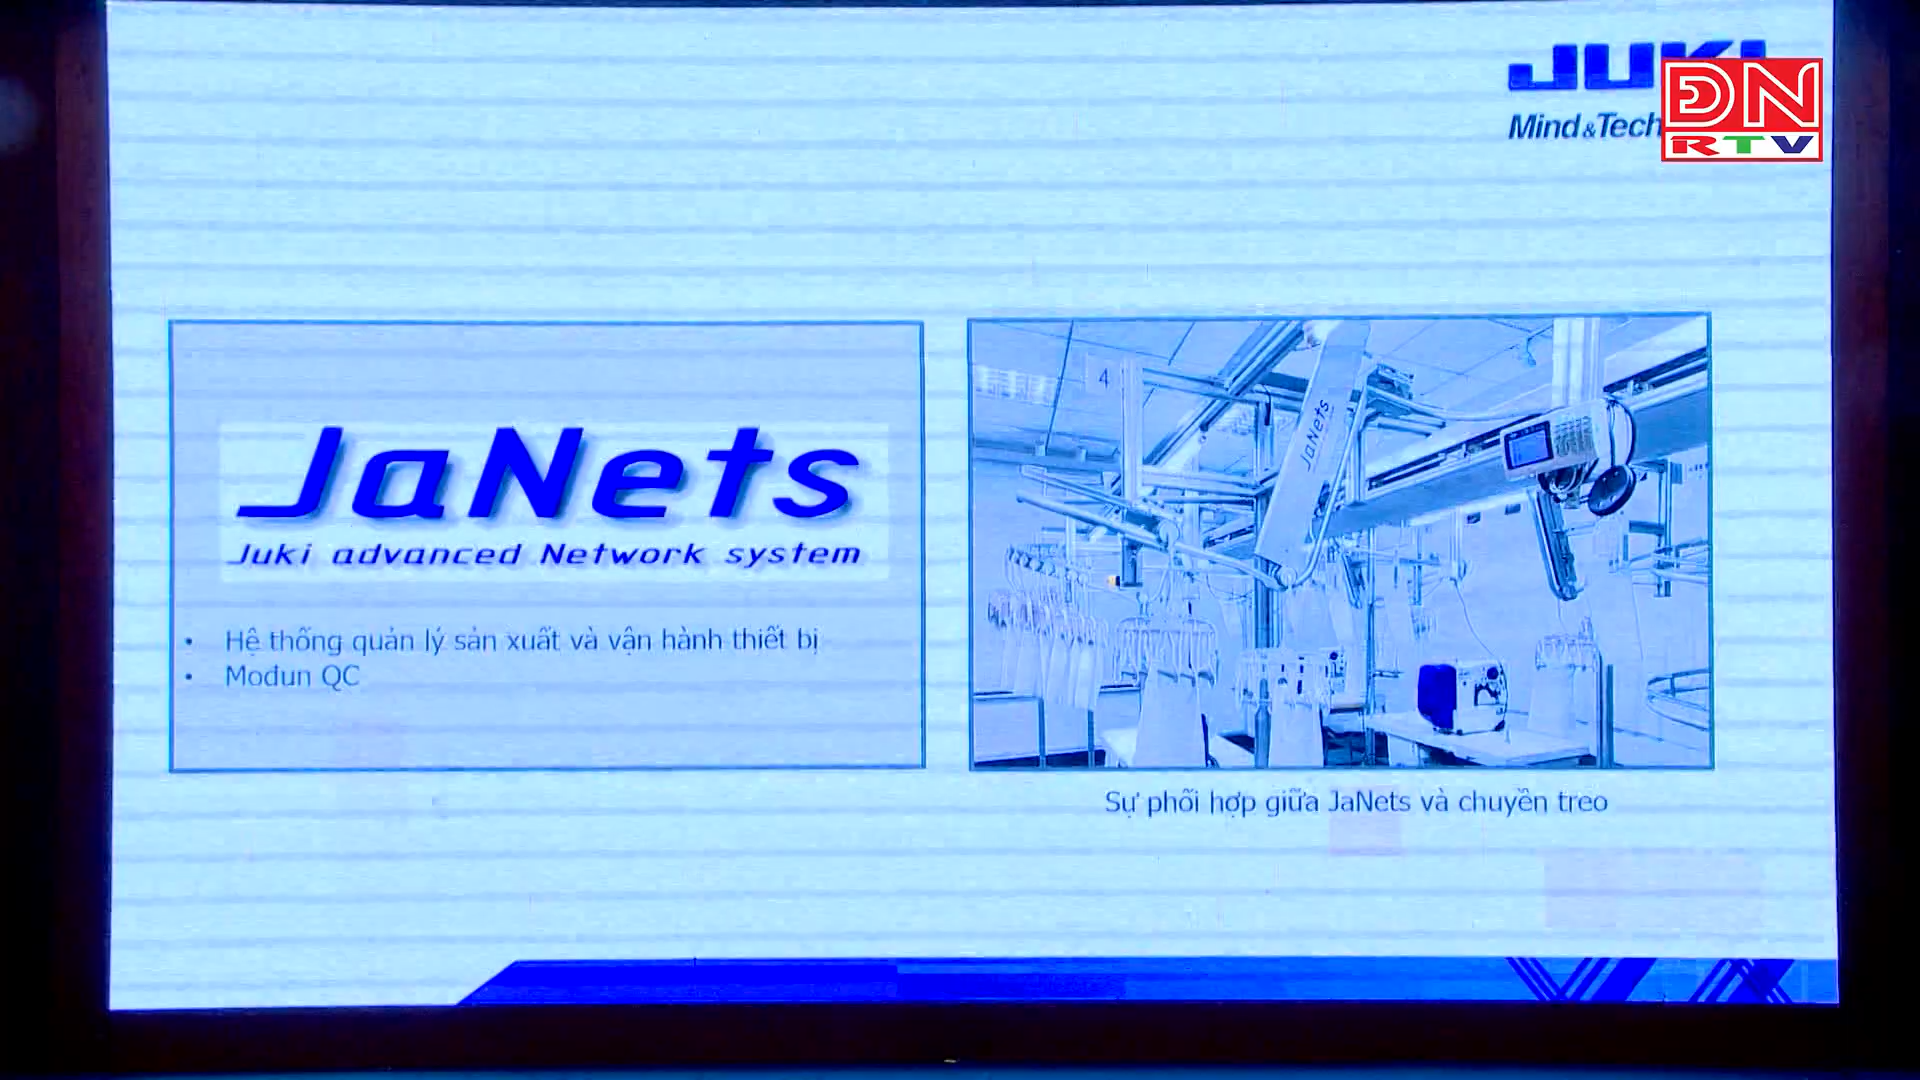 JUKI
Mind&Tech
ĐN
RTV
JaNets
Juki advanced Network system
• Hệ thống quản lý sản xuất và vận hành thiết bị
• Modun QC
4
JaNets
Sự phối hợp giữa JaNets và chuyền treo